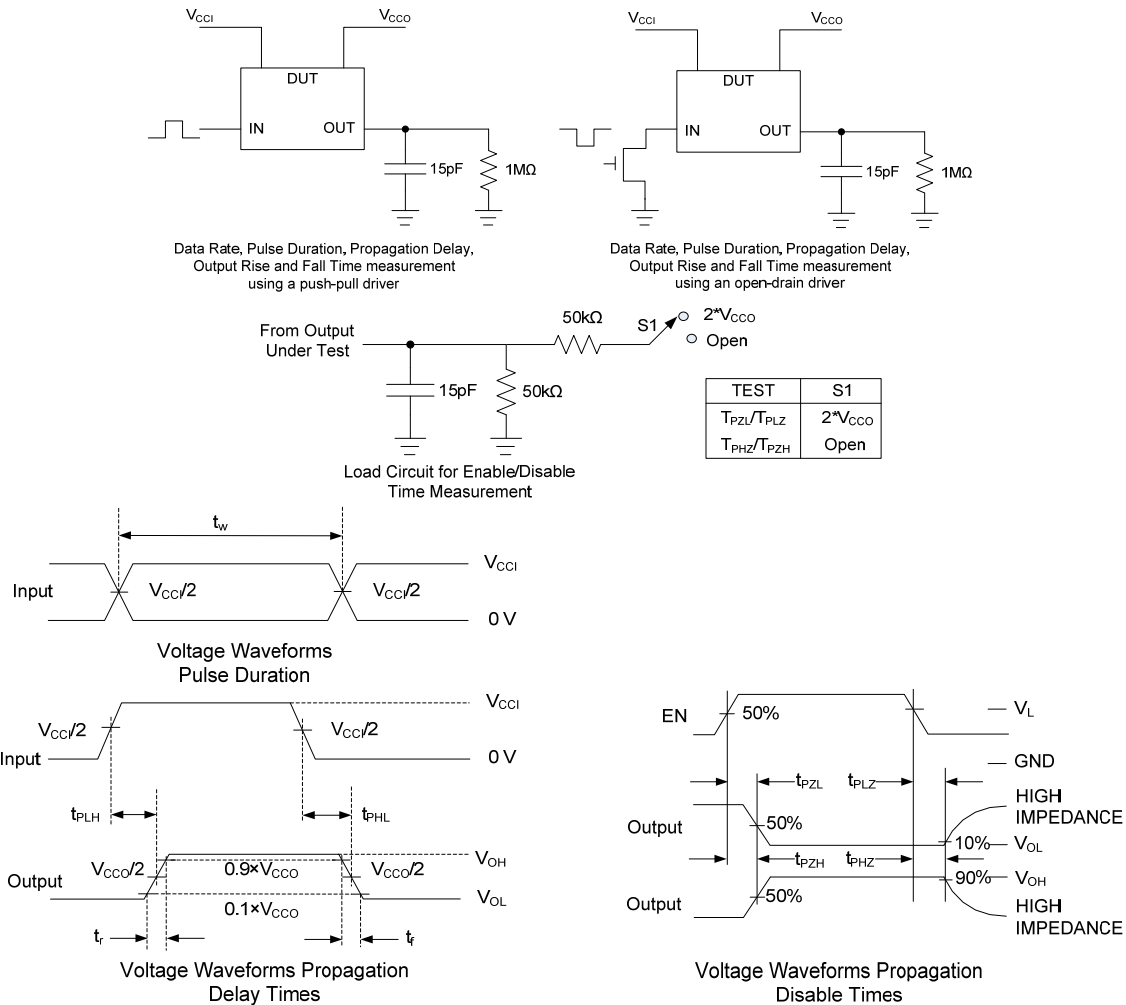 VCCI
VCCO
DUT
IN
OUT
15pF
1MΩ
Data Rate, Pulse Duration, Propagation Delay,
Output Rise and Fall Time measurement
using a push-pull driver
VCCI
VCCO
DUT
IN
OUT
15pF
1MΩ
Data Rate, Pulse Duration, Propagation Delay,
Output Rise and Fall Time measurement
using an open-drain driver
From Output
Under Test
15pF
50kΩ
50kΩ
S1
2*VCCO
Open
Load Circuit for Enable/Disable
Time Measurement
TEST S1
TPZL/TPLZ 2*VCCO
TPHZ/TPZH Open
tw
Input
VCCI/2
VCCI/2
VCCI
0 V
Voltage Waveforms
Pulse Duration
Input
VCCI/2
VCCI/2
VCCI
0 V
tPLH
tPHL
Output
VCCO/2
0.9×VCCO
VCCO/2
VOH
0.1×VCCO
VOL
tr
tf
Voltage Waveforms Propagation
Delay Times
EN
50%
VL
GND
tPZL
tPLZ
HIGH
IMPEDANCE
Output
50%
10%
VOL
tPZH
tPHZ
90%
VOH
Output
50%
HIGH
IMPEDANCE
Voltage Waveforms Propagation
Disable Times